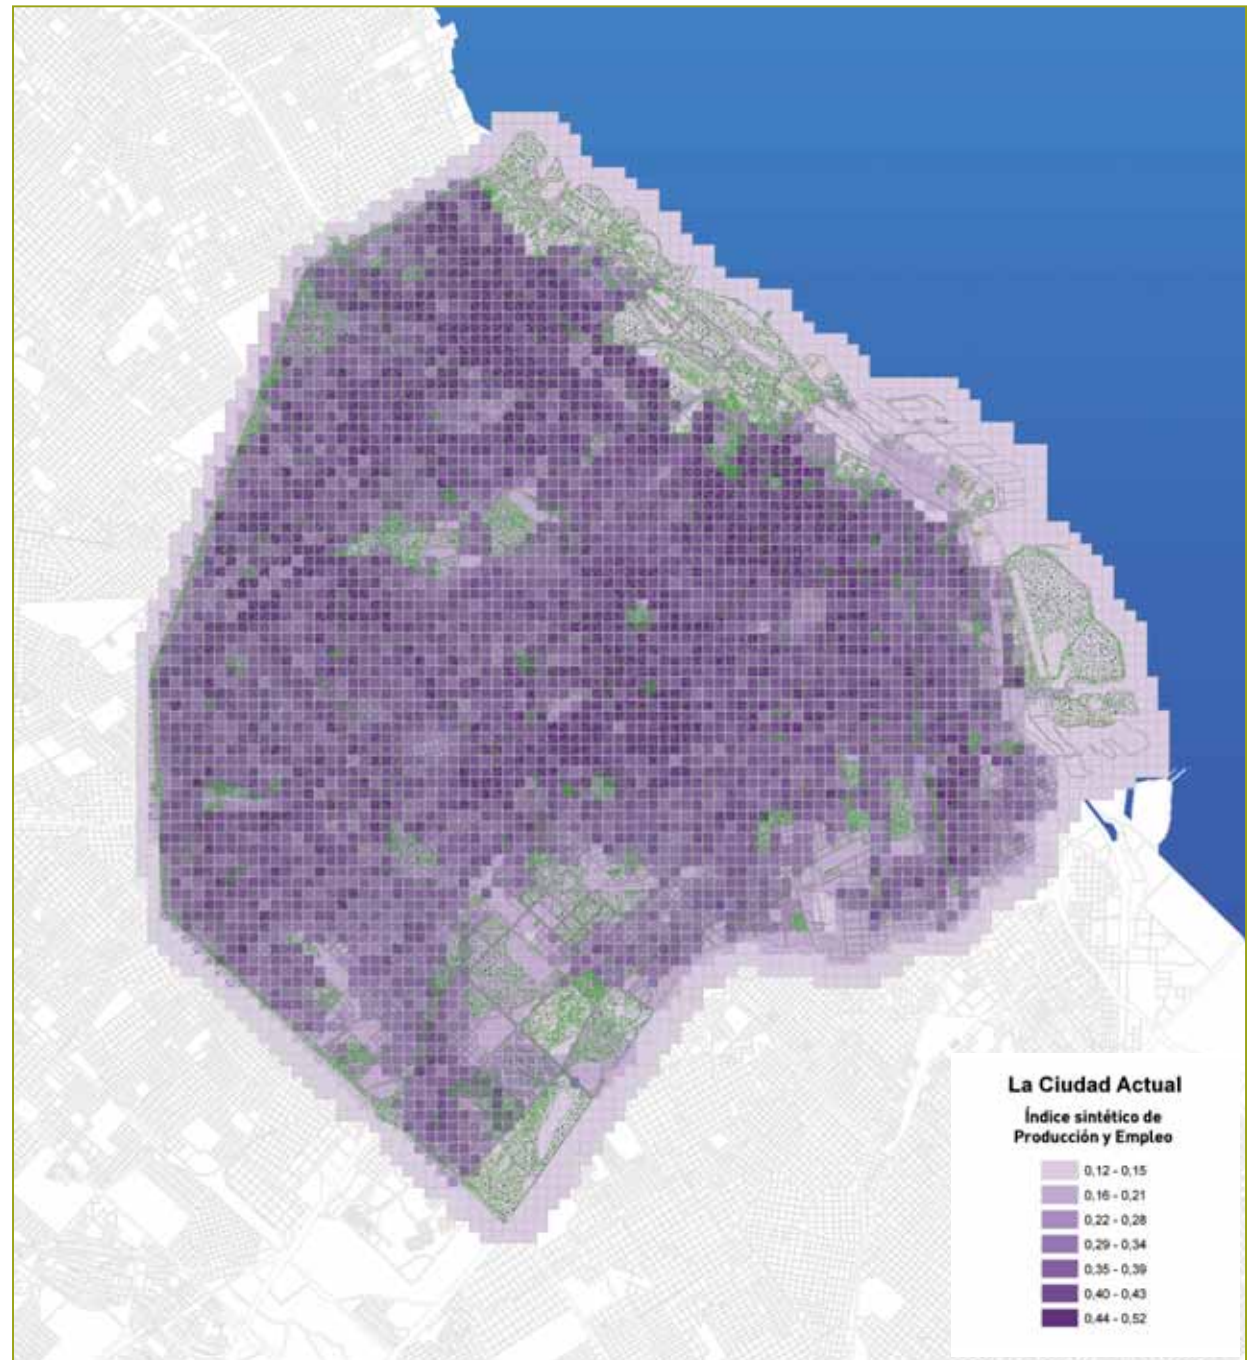 La Ciudad Actual
Índice sintético de
Producción y Empleo
0,12 - 0,15
0,16 - 0,21
0,22 - 0,28
0,29 - 0,34
0,35 - 0,39
0,40 - 0,43
0,44 - 0,52